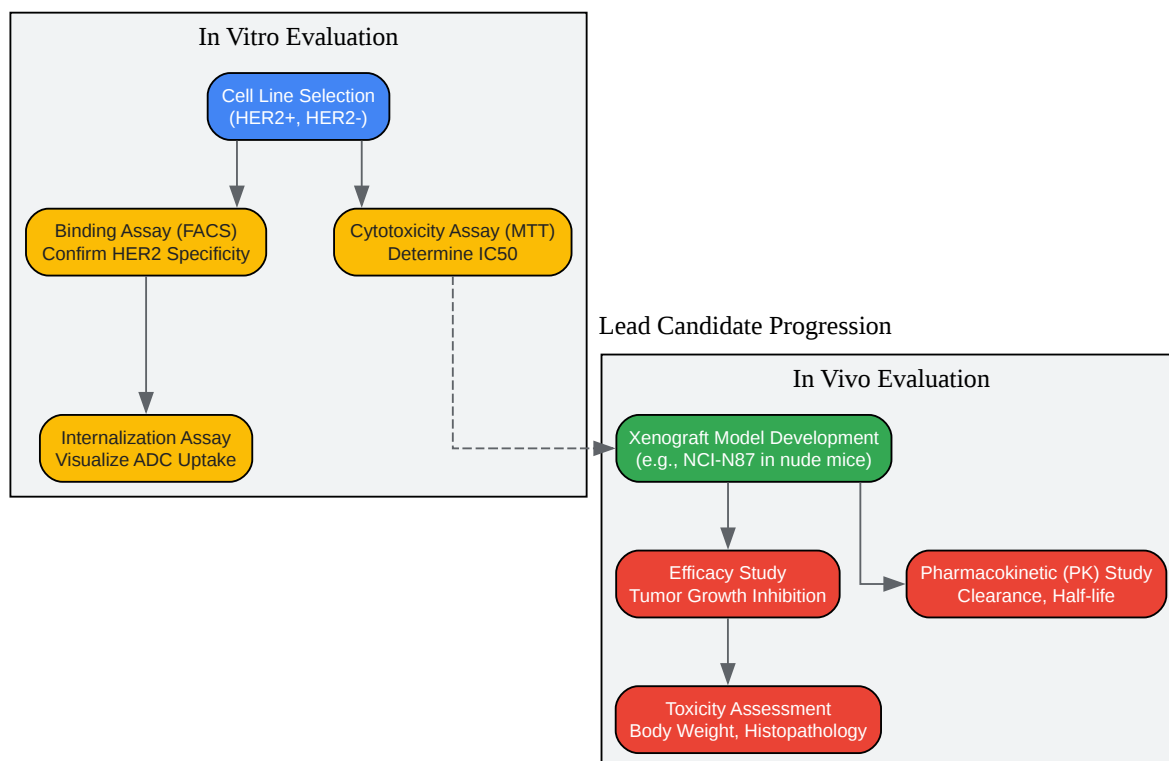 In Vitro Evaluation
Cell Line Selection
(HER2+, HER2-)
Binding Assay (FACS)
Confirm HER2 Specificity
Cytotoxicity Assay (MTT)
Determine IC50
Internalization Assay
Visualize ADC Uptake
Lead Candidate Progression
In Vivo Evaluation
Xenograft Model Development
(e.g., NCI-N87 in nude mice)
Efficacy Study
Tumor Growth Inhibition
Pharmacokinetic (PK) Study
Clearance, Half-life
Toxicity Assessment
Body Weight, Histopathology